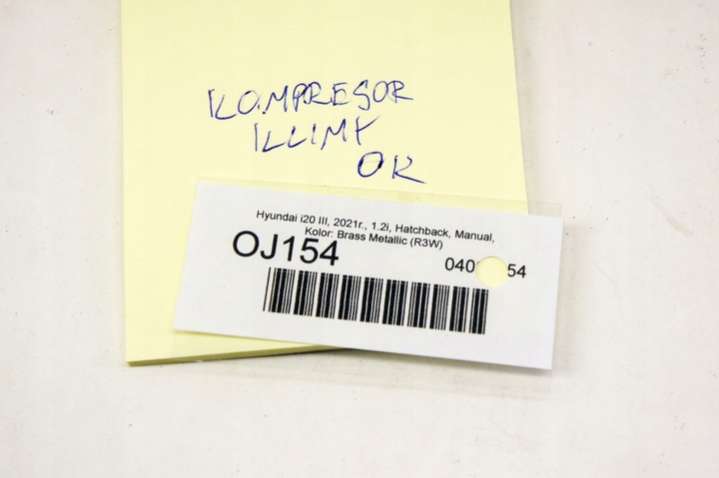 KOMPRESOR
KLIMY
OK
Hyundai i20 III, 2021r., 1.2i, Hatchback, Manual,
Kolor: Brass Metallic (R3W)
OJ154
040 54